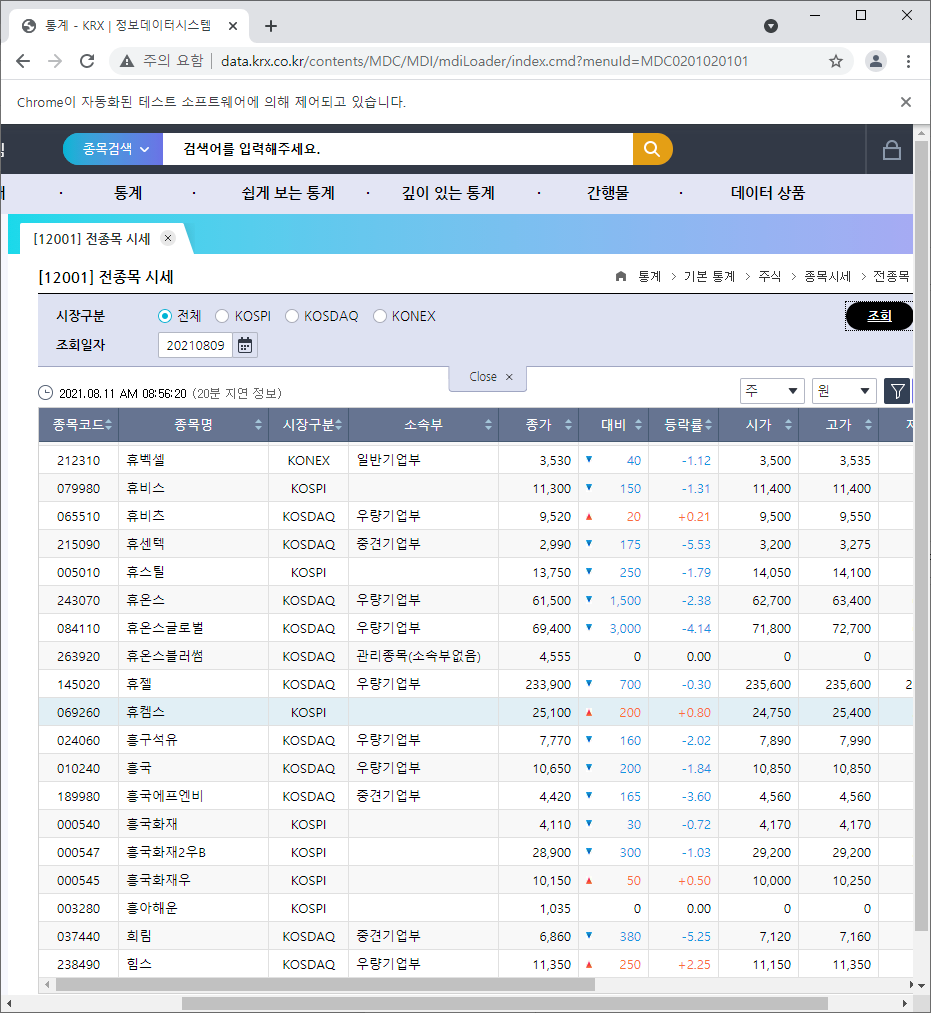 통계 - KRX | 정보데이터시스템
주의 요함 | data.krx.co.kr/contents/MDC/MDI/mdiLoader/index.cmd?menuId=MDC0201020101
Chrome이 자동화된 테스트 소프트웨어에 의해 제어되고 있습니다.
종목검색 검색어를 입력해주세요.
· 통계 · 쉽게 보는 통계 · 깊이 있는 통계 · 간행물 · 데이터 상품
[12001] 전종목 시세
[12001] 전종목 시세 통계 > 기본 통계 > 주식 > 종목시세 > 전종목
시장구분 전체 KOSPI KOSDAQ KONEX 조회
조회일자 20210809
Close ×
2021.08.11 AM 08:56:20 (20분 지연 정보) 주 원
종목코드 종목명 시장구분 소속부 종가 대비 등락률 시가 고가
212310 휴벡셀 KONEX 일반기업부 3,530 ▼ 40 -1.12 3,500 3,535
079980 휴비스 KOSPI 11,300 ▼ 150 -1.31 11,400 11,400
065510 휴비츠 KOSDAQ 우량기업부 9,520 ▲ 20 +0.21 9,500 9,550
215090 휴센텍 KOSDAQ 중견기업부 2,990 ▼ 175 -5.53 3,200 3,275
005010 휴스틸 KOSPI 13,750 ▼ 250 -1.79 14,050 14,100
243070 휴온스 KOSDAQ 우량기업부 61,500 ▼ 1,500 -2.38 62,700 63,400
084110 휴온스글로벌 KOSDAQ 우량기업부 69,400 ▼ 3,000 -4.14 71,800 72,700
263920 휴온스블러썸 KOSDAQ 관리종목(소속부없음) 4,555 0 0.00 0 0
145020 휴젤 KOSDAQ 우량기업부 233,900 ▼ 700 -0.30 235,600 235,600 2
069260 휴켐스 KOSPI 25,100 ▲ 200 +0.80 24,750 25,400
024060 흥구석유 KOSDAQ 우량기업부 7,770 ▼ 160 -2.02 7,890 7,990
010240 흥국 KOSDAQ 우량기업부 10,650 ▼ 200 -1.84 10,850 10,850
189980 흥국에프엔비 KOSDAQ 중견기업부 4,420 ▼ 165 -3.60 4,560 4,560
000540 흥국화재 KOSPI 4,110 ▼ 30 -0.72 4,170 4,170
000547 흥국화재2우B KOSPI 28,900 ▼ 300 -1.03 29,200 29,200
000545 흥국화재우 KOSPI 10,150 ▲ 50 +0.50 10,000 10,250
003280 흥아해운 KOSPI 1,035 0 0.00 0 0
037440 희림 KOSDAQ 중견기업부 6,860 ▼ 380 -5.25 7,120 7,160
238490 힘스 KOSDAQ 우량기업부 11,350 ▲ 250 +2.25 11,150 11,350